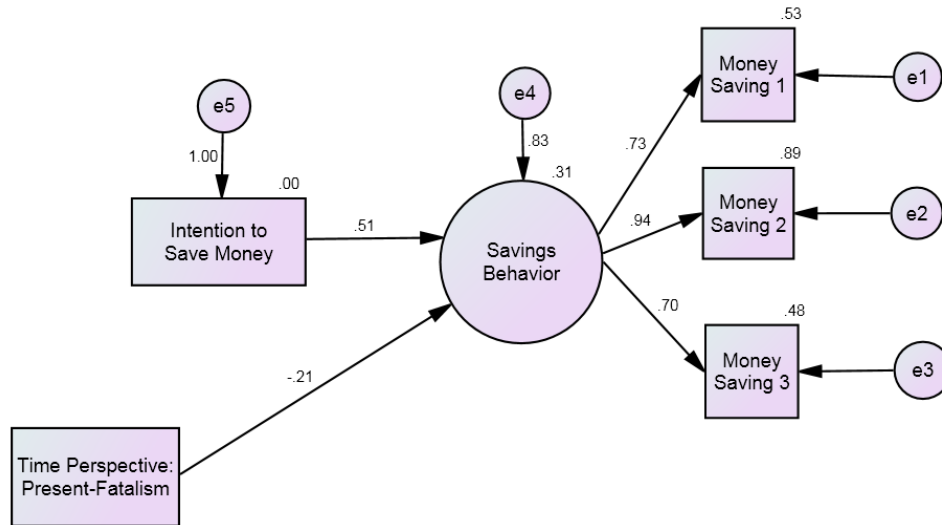 .53
Money
Saving 1
e1
e4
e5
.83
.73
1.00
.00
.31
.89
Intention to
Save Money
.51
Savings
Behavior
.94
Money
Saving 2
e2
.70
.48
Money
Saving 3
e3
-.21
Time Perspective:
Present-Fatalism